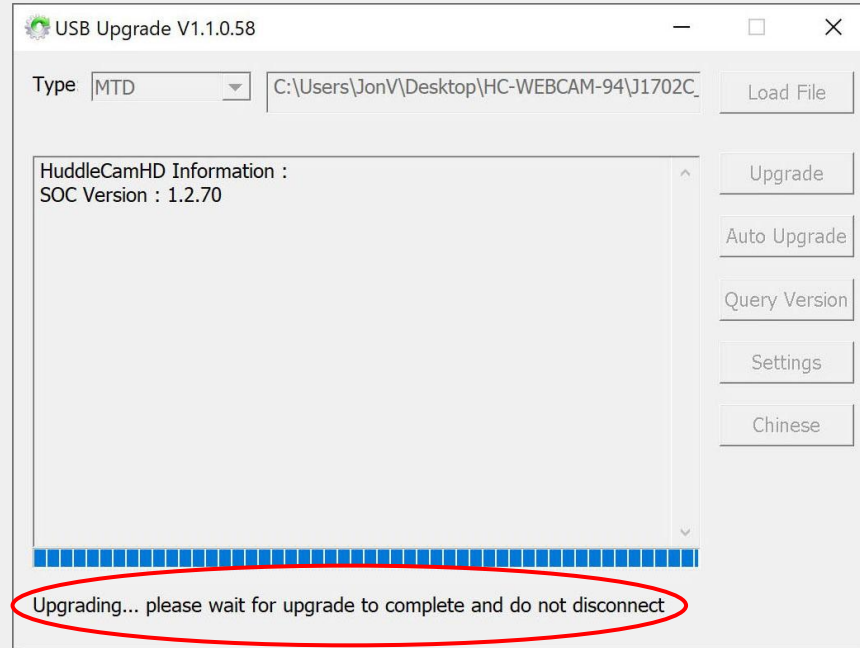 USB Upgrade V1.1.0.58
Type: MTD C:\Users\JonV\Desktop\HC-WEBCAM-94\J1702C_ Load File
HuddleCamHD Information :
SOC Version : 1.2.70
Upgrade
Auto Upgrade
Query Version
Settings
Chinese
Upgrading... please wait for upgrade to complete and do not disconnect